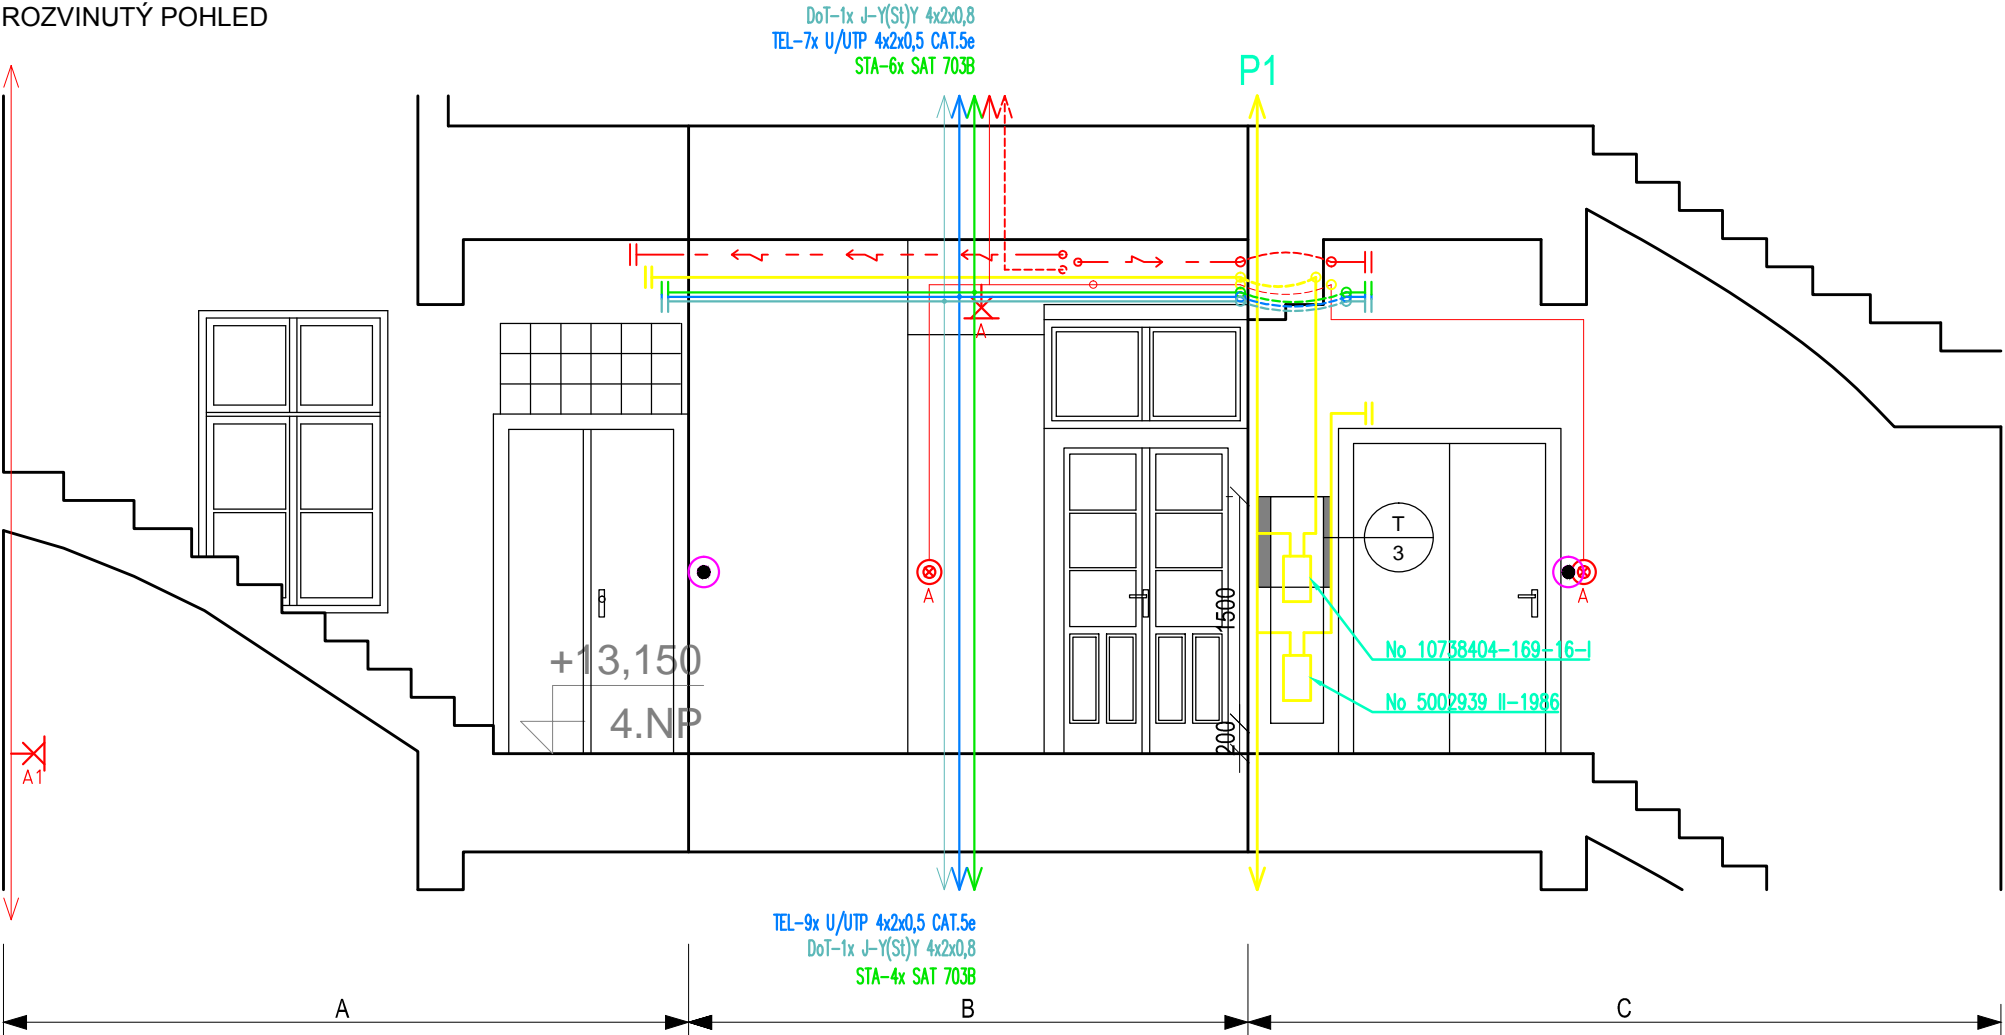 ROZVINUTÝ POHLED
DoT-1x J-Y(St)Y 4x2x0,8
TEL-7x U/UTP 4x2x0,5 CAT.5e
STA-6x SAT 703B
P1
A
T
3
A
A
1500
No 10738404-169-16-I
+13,150
No 5002939 II-1986
4.NP
200
A1
TEL-9x U/UTP 4x2x0,5 CAT.5e
DoT-1x J-Y(St)Y 4x2x0,8
STA-4x SAT 703B
A B C